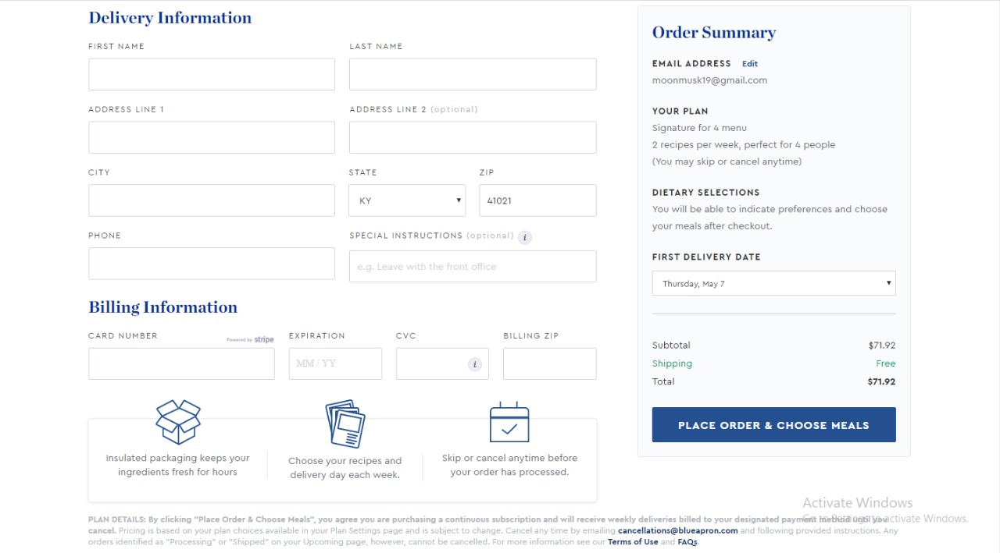 Delivery Information
FIRST NAME
LAST NAME
ADDRESS LINE 1
ADDRESS LINE 2 (optional)
CITY
STATE
ZIP
KY
41021
PHONE
SPECIAL INSTRUCTIONS (optional) i
e.g. Leave with the front office
Billing Information
CARD NUMBER
Powered by stripe
EXPIRATION
CVC
BILLING ZIP
MM / YY
i
Insulated packaging keeps your
ingredients fresh for hours
Choose your recipes and
delivery day each week.
Skip or cancel anytime before
your order has processed.
PLAN DETAILS: By clicking "Place Order & Choose Meals", you agree you are purchasing a continuous subscription and will receive weekly deliveries billed to your designated payment method until you
cancel. Pricing is based on your plan choices available in your Plan Settings page and is subject to change. Cancel any time by emailing cancellations@blueapron.com and following provided instructions. Any
orders identified as "Processing" or "Shipped" on your Upcoming page, however, cannot be cancelled. For more information see our Terms of Use and FAQs.
Order Summary
EMAIL ADDRESS Edit
moonmusk19@gmail.com
YOUR PLAN
Signature for 4 menu
2 recipes per week, perfect for 4 people
(You may skip or cancel anytime)
DIETARY SELECTIONS
You will be able to indicate preferences and choose
your meals after checkout.
FIRST DELIVERY DATE
Thursday, May 7
Subtotal $71.92
Shipping Free
Total $71.92
PLACE ORDER & CHOOSE MEALS
Activate Windows
Go to Settings to activate Windows.